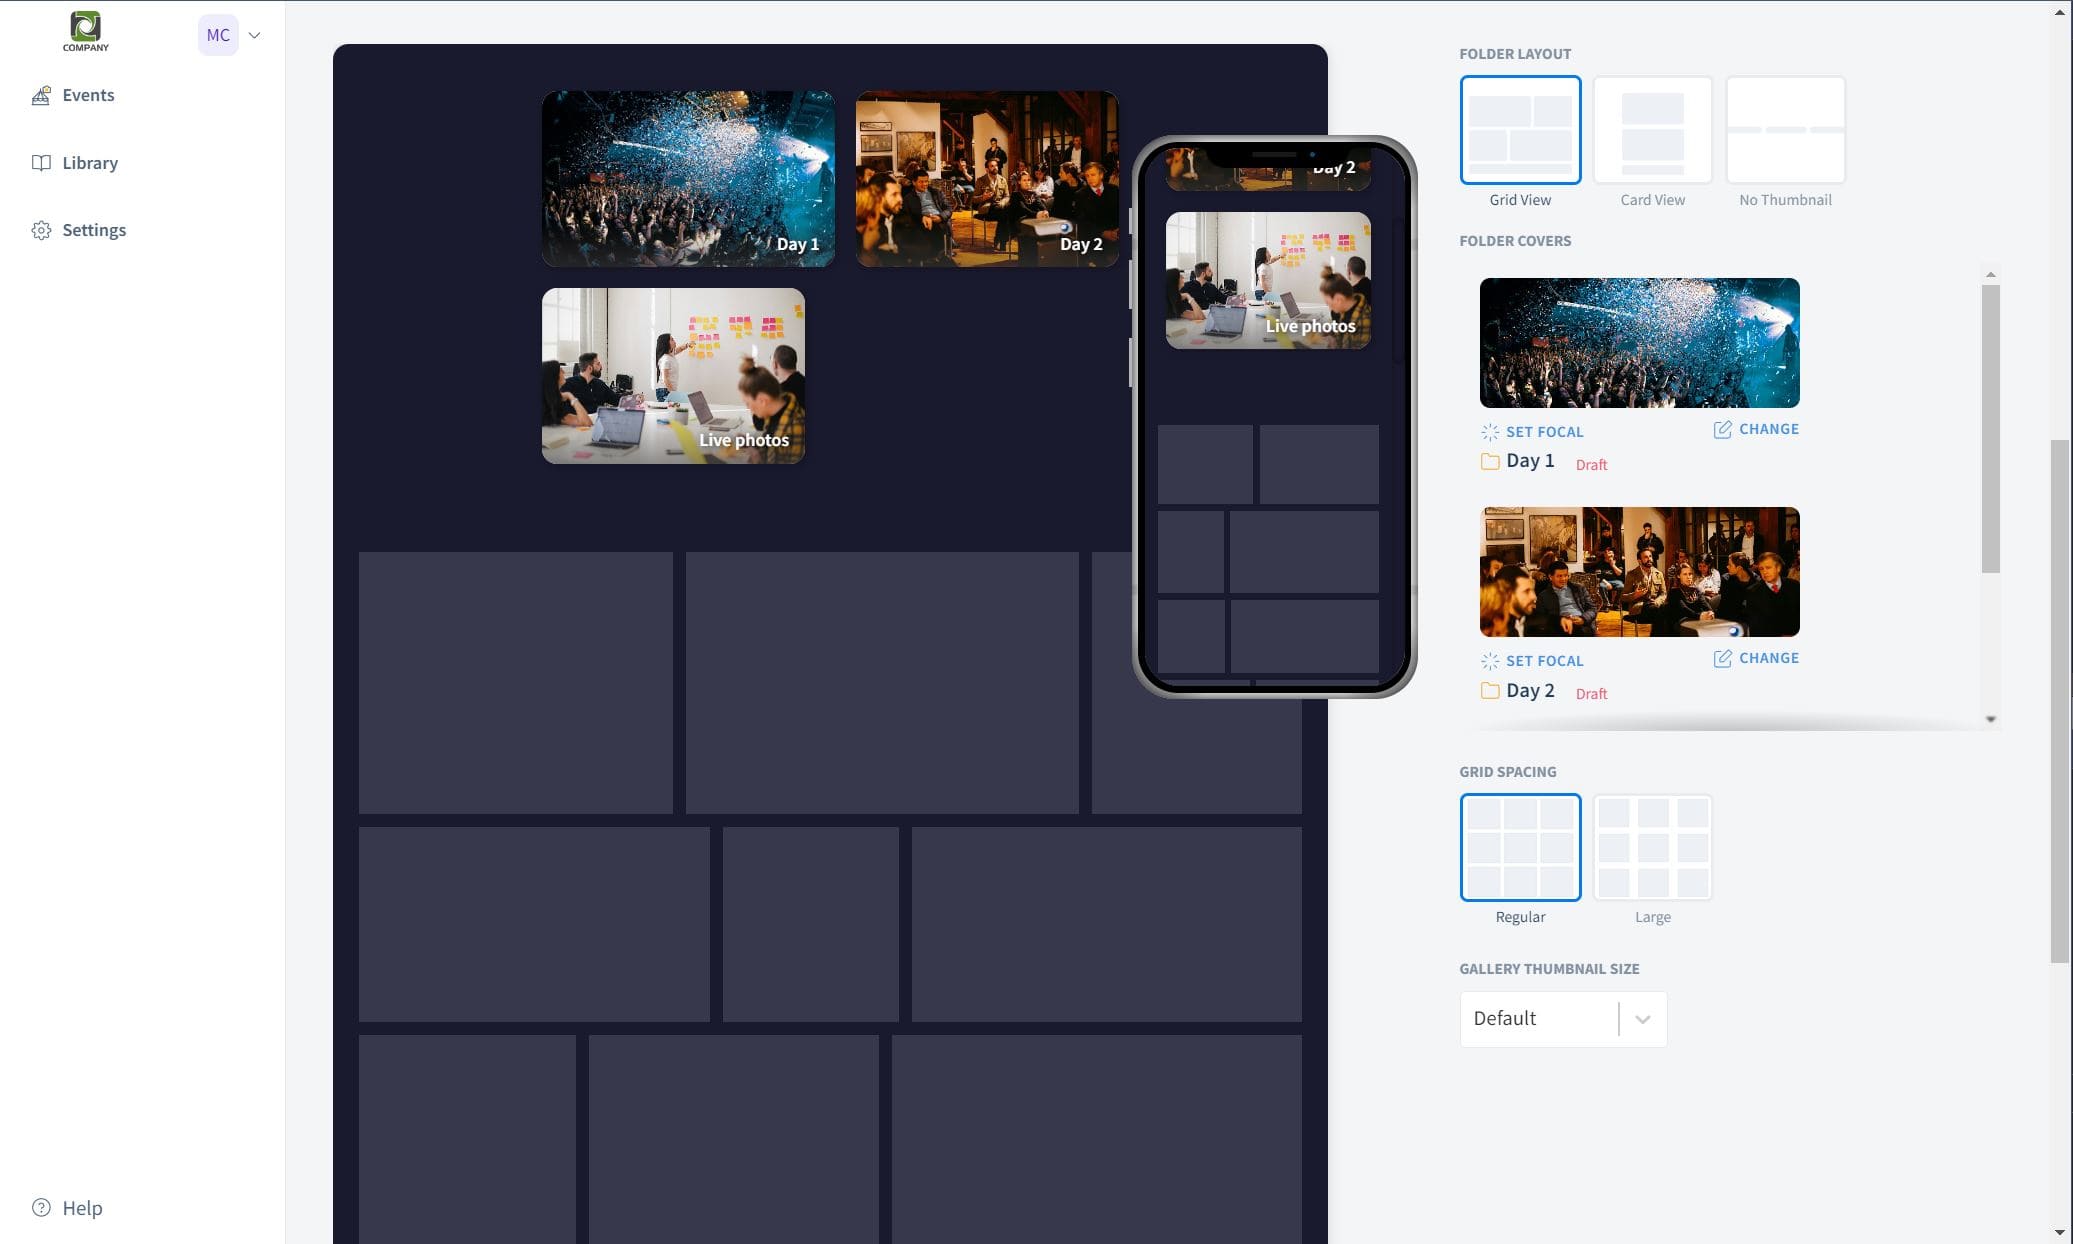 COMPANY
MC
Events
Library
Settings
Help
Day 1
Day 2
Live photos
Day 2
Live photos
FOLDER LAYOUT
Grid View
Card View
No Thumbnail
FOLDER COVERS
SET FOCAL
CHANGE
Day 1
Draft
SET FOCAL
CHANGE
Day 2
Draft
GRID SPACING
Regular
Large
GALLERY THUMBNAIL SIZE
Default